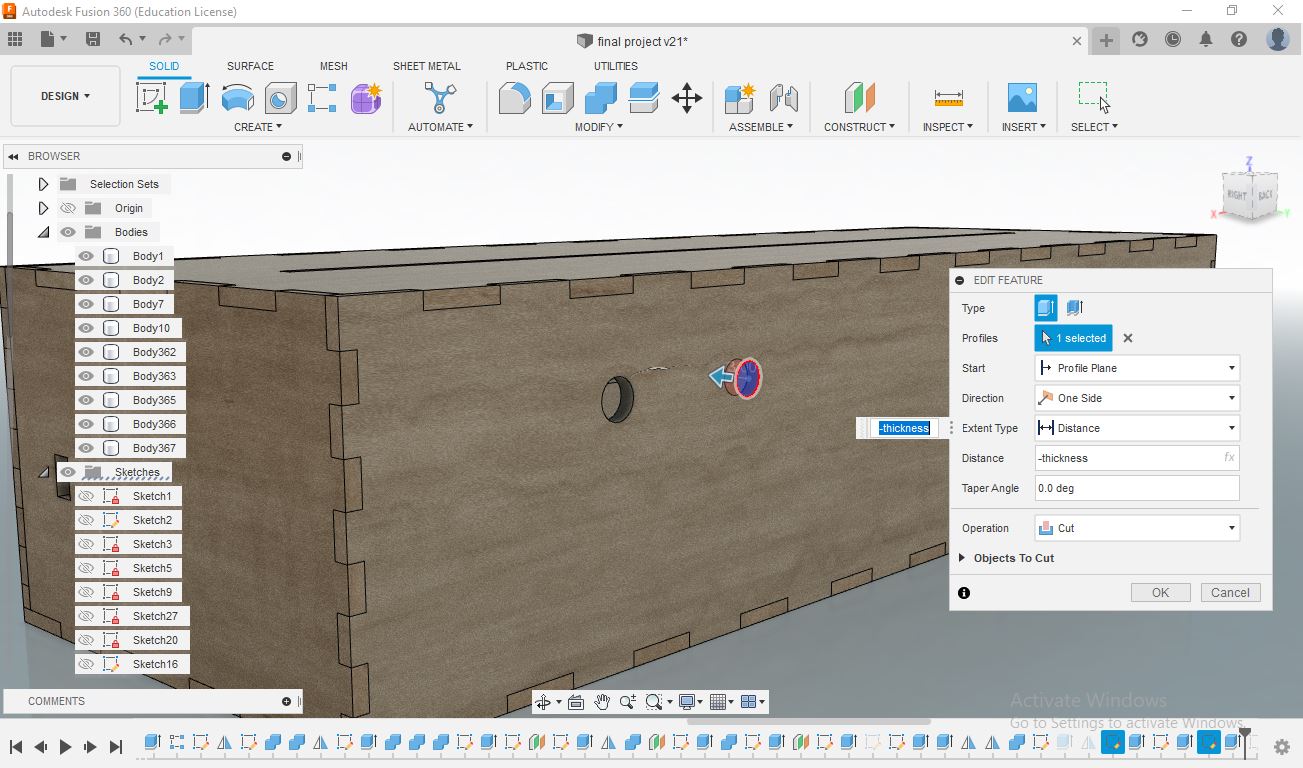 Autodesk Fusion 360 (Education License)
final project v21*
SOLID SURFACE MESH SHEET METAL PLASTIC UTILITIES
DESIGN
CREATE AUTOMATE MODIFY ASSEMBLE CONSTRUCT INSPECT INSERT SELECT
BROWSER
Selection Sets
Origin
Bodies
Body1
Body2
Body7
Body10
Body362
Body363
Body365
Body366
Body367
Sketches
Sketch1
Sketch2
Sketch3
Sketch5
Sketch9
Sketch27
Sketch20
Sketch16
COMMENTS
Z
RIGHT BACK
X Y
-thickness
EDIT FEATURE
Type
Profiles 1 selected
Start Profile Plane
Direction One Side
Extent Type Distance
Distance -thickness fx
Taper Angle 0.0 deg
Operation Cut
Objects To Cut
OK Cancel
Activate Windows
Go to Settings to activate Windows.